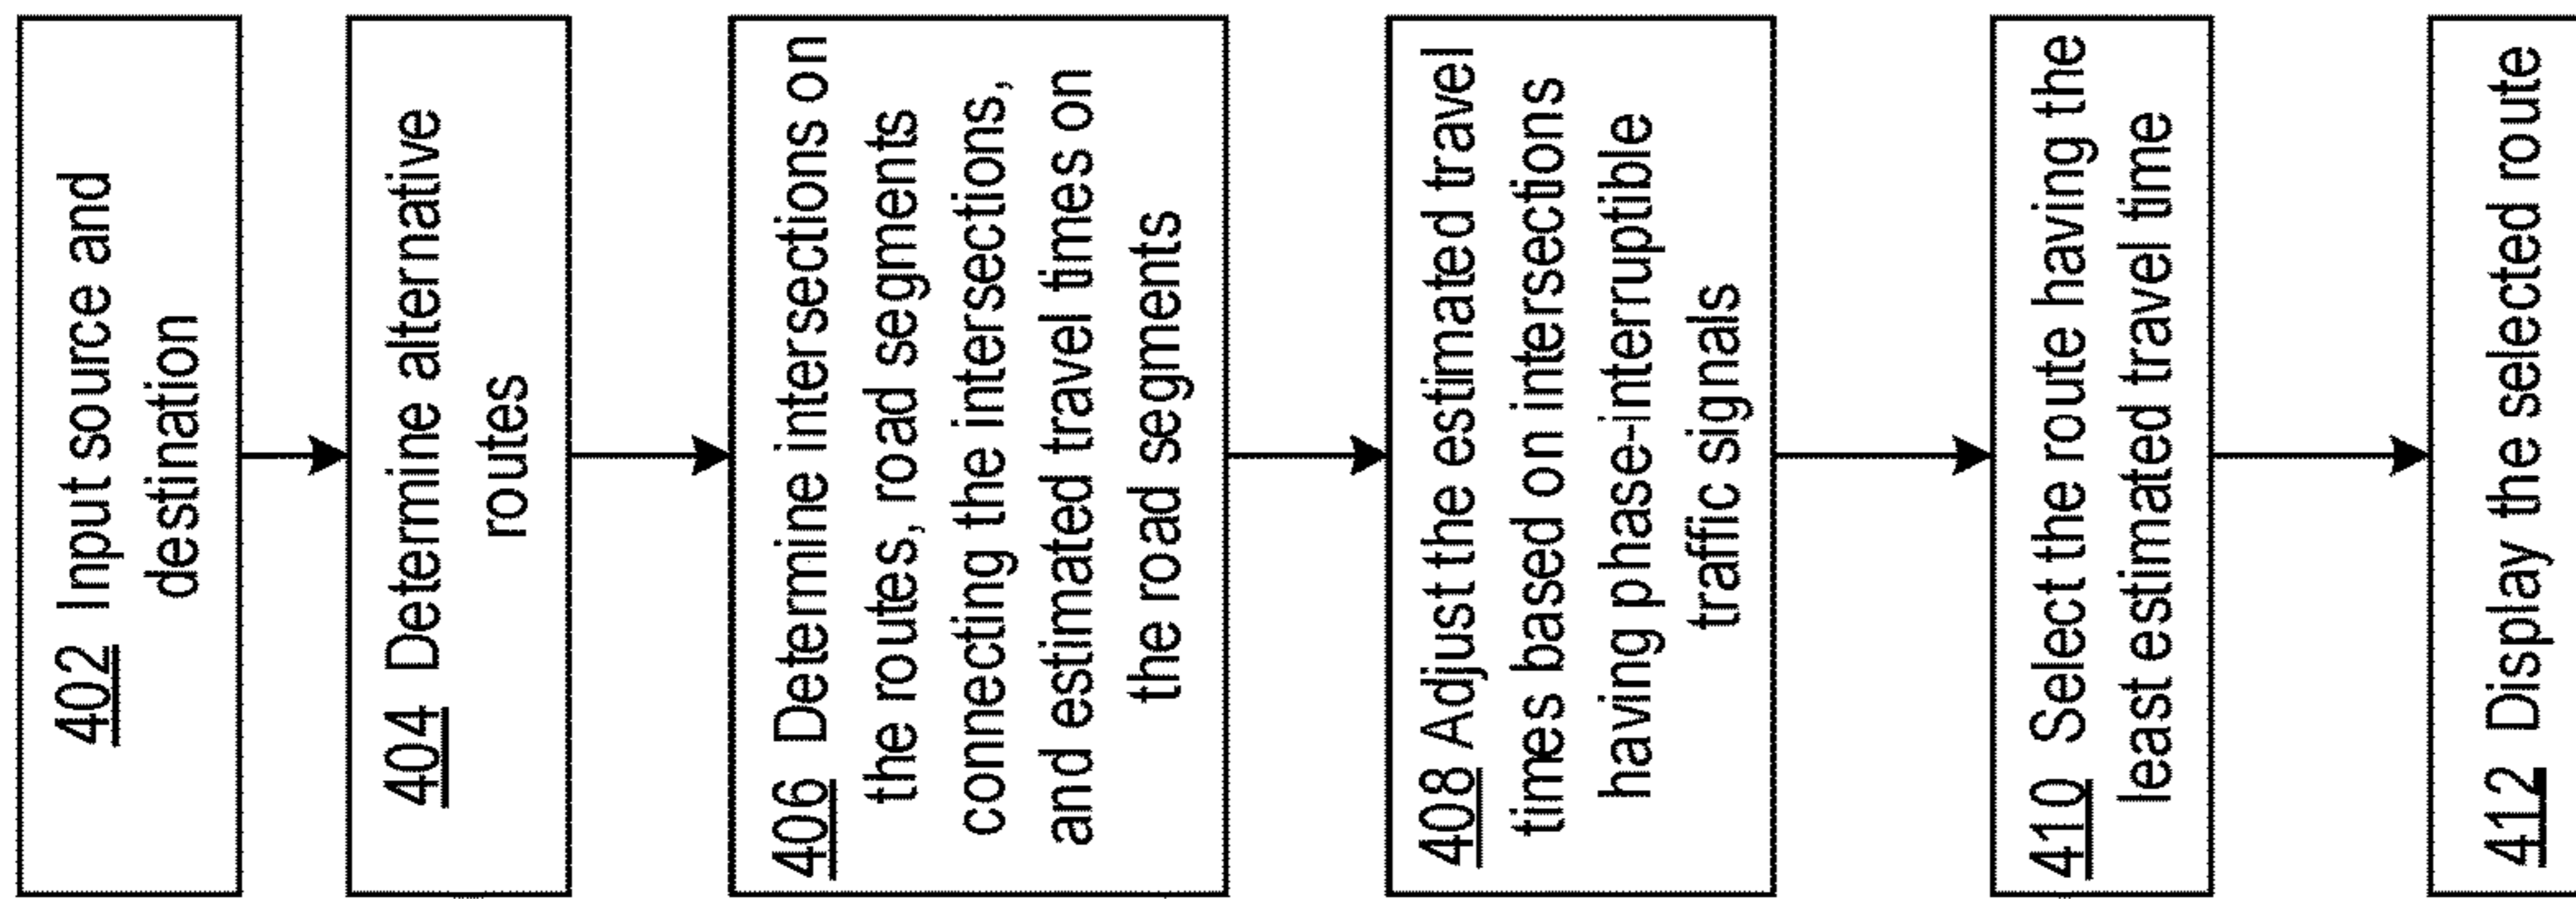 402 Input source and
destination
404 Determine alternative
routes
406 Determine intersections on
the routes, road segments
connecting the intersections,
and estimated travel times on
the road segments
408 Adjust the estimated travel
times based on intersections
having phase-interruptible
traffic signals
410 Select the route having the
least estimated travel time
412 Display the selected route